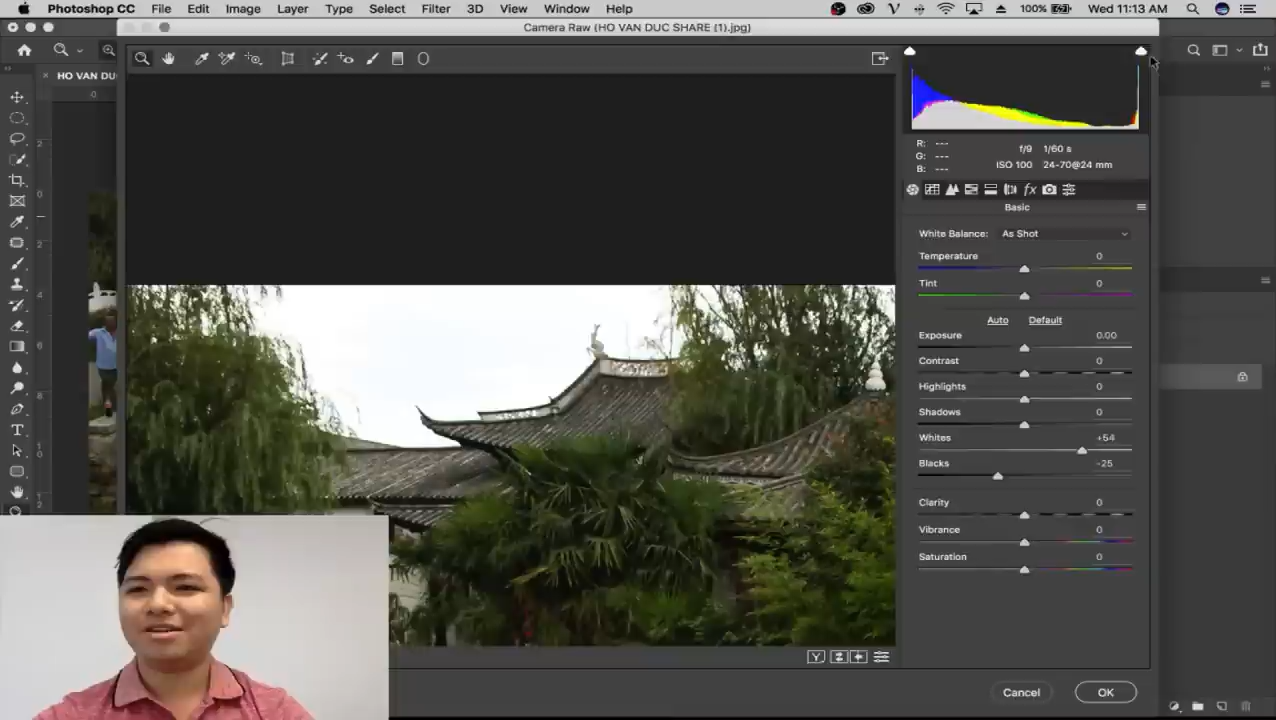 Photoshop CC File Edit Image Layer Type Select Filter 3D View Window Help 100% Wed 11:13 AM
Camera Raw (HO VAN DUC SHARE (1).jpg)
HO VAN DU
R: ---
G: ---
B: ---
f/9 1/60 s
ISO 100 24-70@24 mm
Basic
White Balance: As Shot
Temperature 0
Tint 0
Auto Default
Exposure 0.00
Contrast 0
Highlights 0
Shadows 0
Whites +54
Blacks -25
Clarity 0
Vibrance 0
Saturation 0
Cancel OK